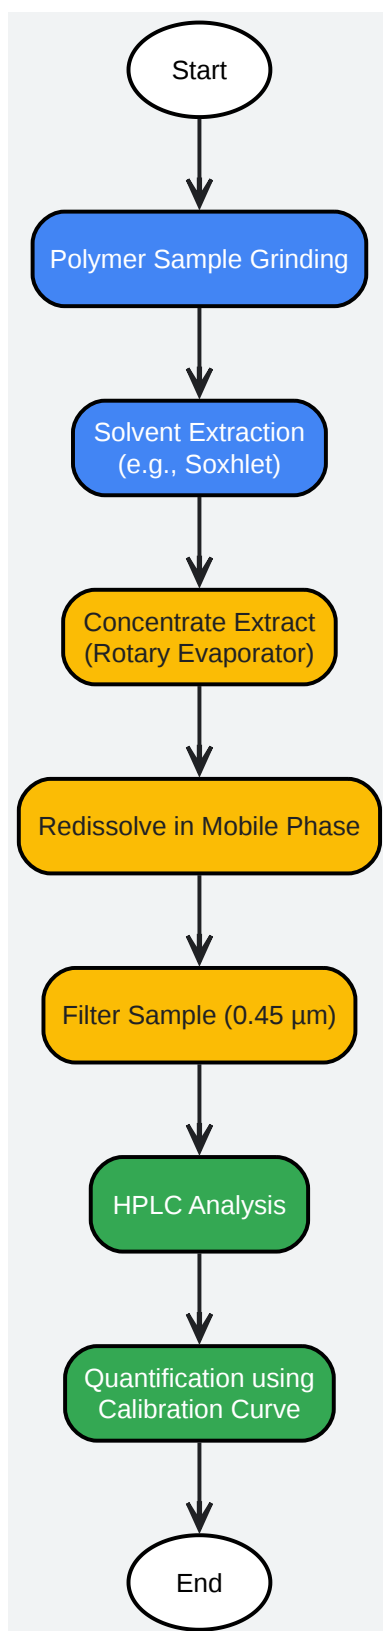 Start
Polymer Sample Grinding
Solvent Extraction
(e.g., Soxhlet)
Concentrate Extract
(Rotary Evaporator)
Redissolve in Mobile Phase
Filter Sample (0.45 µm)
HPLC Analysis
Quantification using
Calibration Curve
End